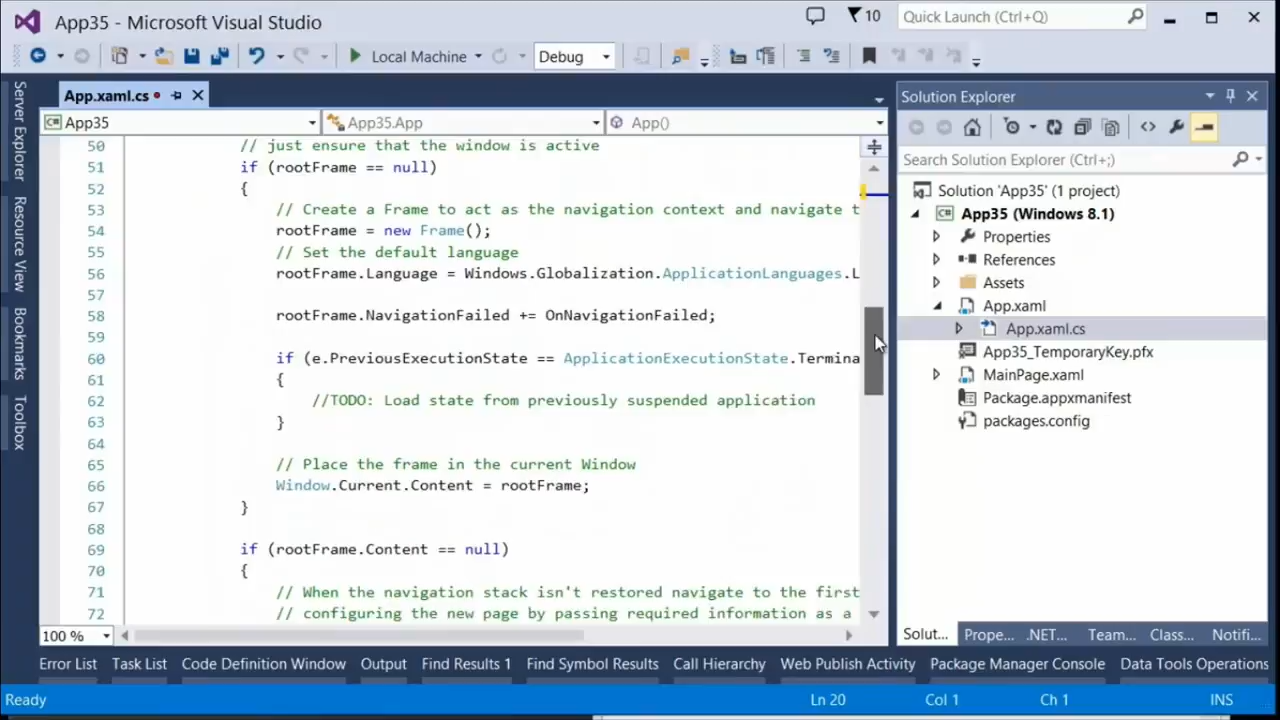 App35 - Microsoft Visual Studio
10
Quick Launch (Ctrl+Q)
Local Machine
Debug
Server Explorer
Resource View
Bookmarks
Toolbox
App.xaml.cs
App35
App35.App
App()
50 // just ensure that the window is active
51 if (rootFrame == null)
52 {
53 // Create a Frame to act as the navigation context and navigate t
54 rootFrame = new Frame();
55 // Set the default language
56 rootFrame.Language = Windows.Globalization.ApplicationLanguages.L
57
58 rootFrame.NavigationFailed += OnNavigationFailed;
59
60 if (e.PreviousExecutionState == ApplicationExecutionState.Termina
61 {
62 //TODO: Load state from previously suspended application
63 }
64
65 // Place the frame in the current Window
66 Window.Current.Content = rootFrame;
67 }
68
69 if (rootFrame.Content == null)
70 {
71 // When the navigation stack isn't restored navigate to the first
72 // configuring the new page by passing required information as a
100 %
Solution Explorer
Search Solution Explorer (Ctrl+;)
Solution 'App35' (1 project)
App35 (Windows 8.1)
Properties
References
Assets
App.xaml
App.xaml.cs
App35_TemporaryKey.pfx
MainPage.xaml
Package.appxmanifest
packages.config
Solut... Prope... .NET... Team... Class... Notifi...
Error List Task List Code Definition Window Output Find Results 1 Find Symbol Results Call Hierarchy Web Publish Activity Package Manager Console Data Tools Operations
Ready Ln 20 Col 1 Ch 1 INS